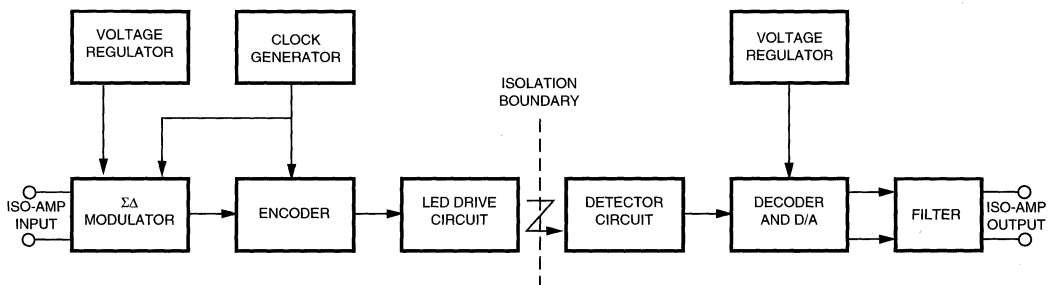 VOLTAGE
REGULATOR
CLOCK
GENERATOR
VOLTAGE
REGULATOR
ISOLATION
BOUNDARY
ISO-AMP
INPUT
ΣΔ
MODULATOR
ENCODER
LED DRIVE
CIRCUIT
DETECTOR
CIRCUIT
DECODER
AND D/A
FILTER
ISO-AMP
OUTPUT